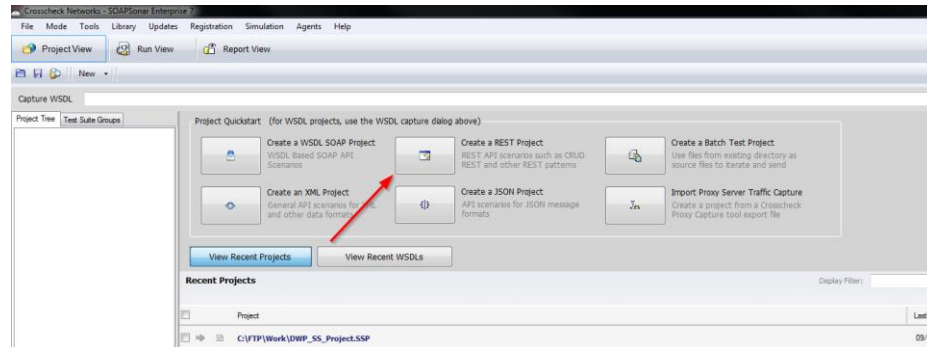 Crosscheck Networks - SOAPSonar Enterprise 7
File Mode Tools Library Updates Registration Simulation Agents Help
Project View Run View Report View
New
Capture WSDL
Project Tree Test Suite Groups
Project Quickstart (for WSDL projects, use the WSDL capture dialog above)
Create a WSDL SOAP Project Create a REST Project Create a Batch Test Project
WSDL Based SOAP API REST API scenarios such as CRUD Use files from existing directory as
Scenarios REST and other REST patterns source files to iterate and send
Create an XML Project Create a JSON Project Import Proxy Server Traffic Capture
General API scenarios for XML API scenarios for JSON message Create a project from a Crosscheck
and other data formats formats Proxy Capture tool export file
View Recent Projects View Recent WSDLs
Recent Projects Display Filter:
Project Last
C:\FTP\Work\DWP_SS_Project.SSP 09/